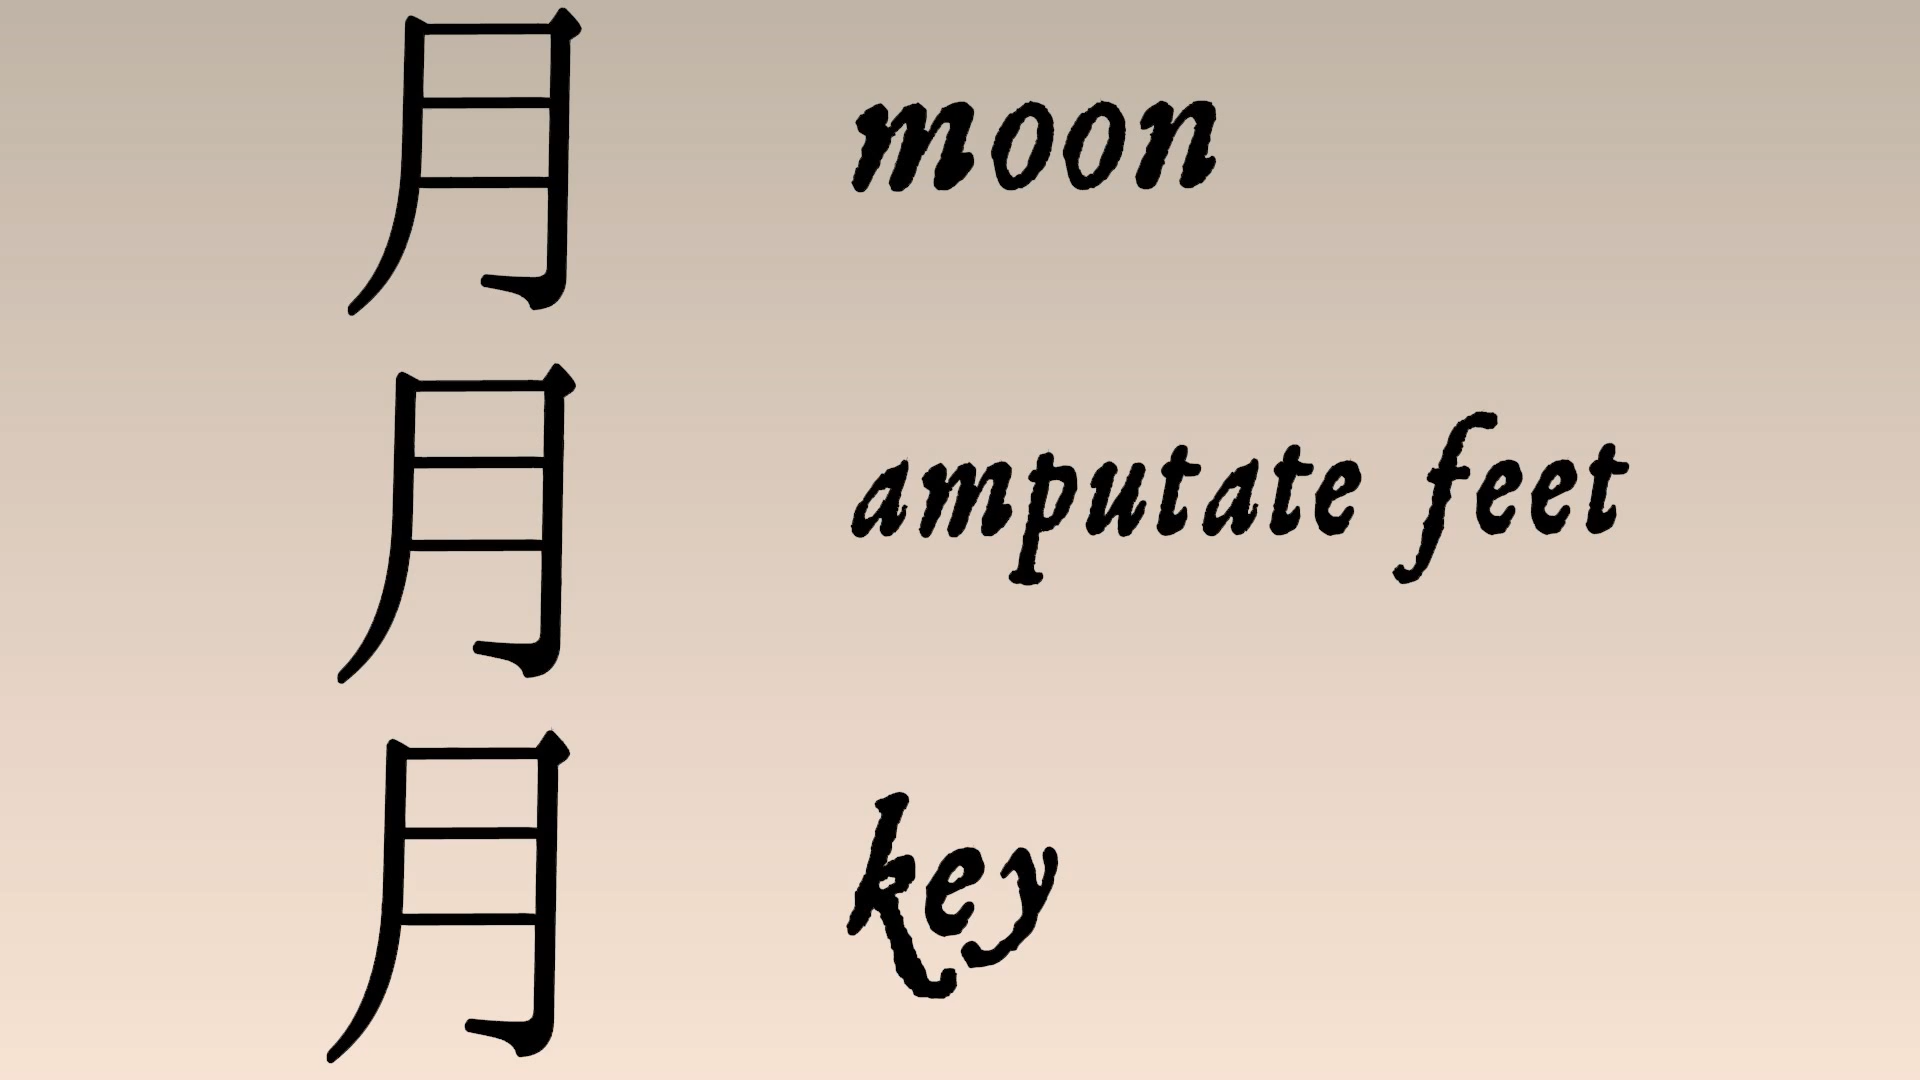 月 moon
月 amputate feet
月 key